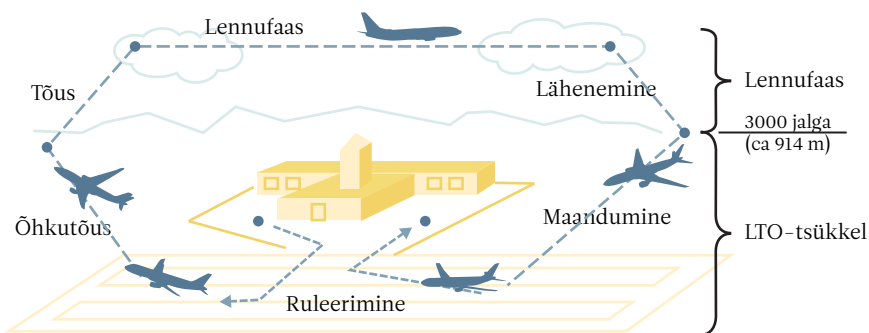 Lennufaas
Tõus
Lähenemine
Lennufaas
3000 jalga
(ca 914 m)
Õhkutõus
Maandumine
LTO-tsükkel
Ruleerimine